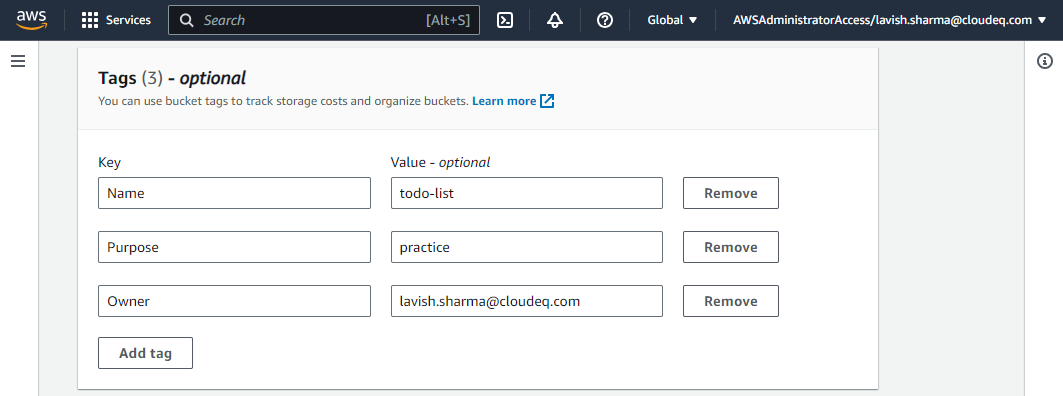 aws Services Search [Alt+S] Global AWSAdministratorAccess/lavish.sharma@cloudeq.com
Tags (3) - optional
You can use bucket tags to track storage costs and organize buckets. Learn more
Key Value - optional
Name todo-list Remove
Purpose practice Remove
Owner lavish.sharma@cloudeq.com Remove
Add tag